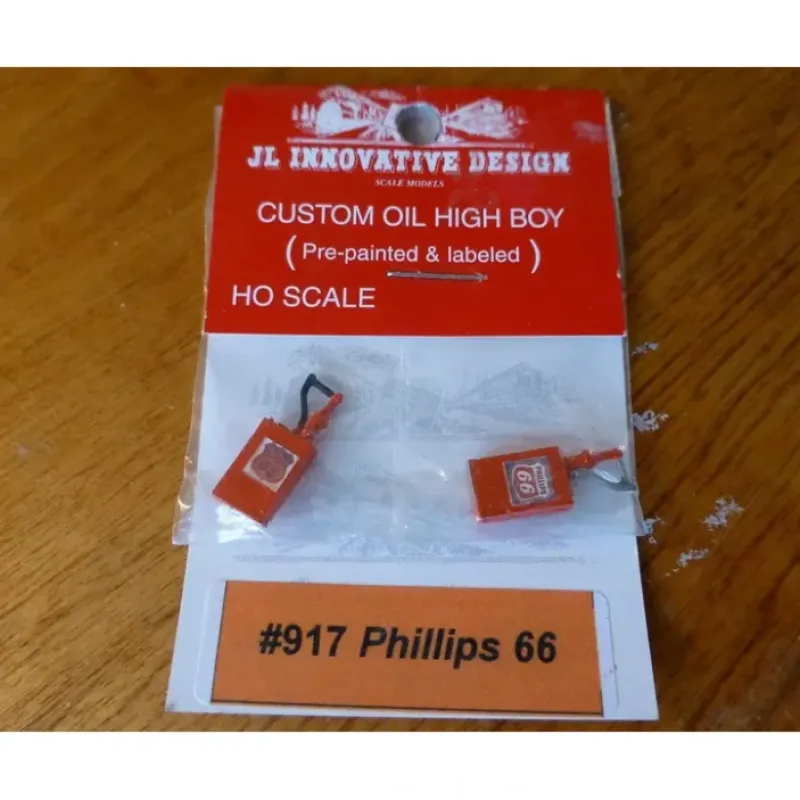 JL INNOVATIVE DESIGN
SCALE MODELS
CUSTOM OIL HIGH BOY
(Pre-painted & labeled)
HO SCALE
Phillips
66
#917 Phillips 66